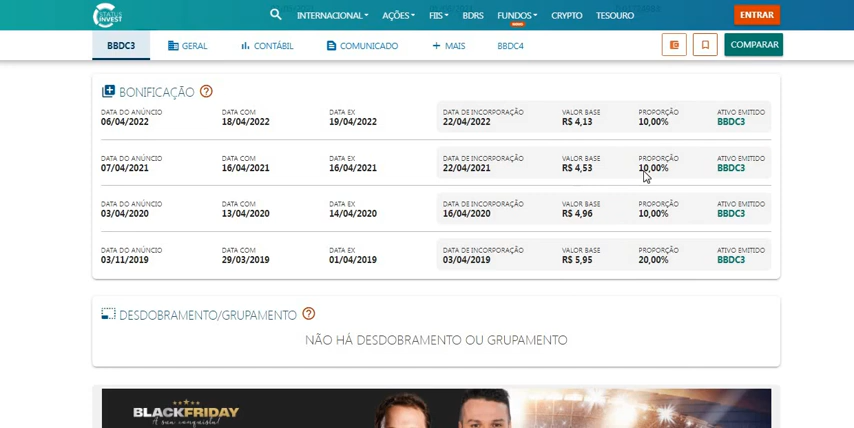 STATUS INVEST
INTERNACIONAL AÇÕES FIIS BDRS FUNDOS CRYPTO TESOURO ENTRAR
BBDC3 GERAL CONTÁBIL COMUNICADO + MAIS BBDC4 COMPARAR
BONIFICAÇÃO ?
DATA DO ANÚNCIO DATA COM DATA EX DATA DE INCORPORAÇÃO VALOR BASE PROPORÇÃO ATIVO EMITIDO
06/04/2022 18/04/2022 19/04/2022 22/04/2022 R$ 4,13 10,00% BBDC3
DATA DO ANÚNCIO DATA COM DATA EX DATA DE INCORPORAÇÃO VALOR BASE PROPORÇÃO ATIVO EMITIDO
07/04/2021 16/04/2021 16/04/2021 22/04/2021 R$ 4,53 10,00% BBDC3
DATA DO ANÚNCIO DATA COM DATA EX DATA DE INCORPORAÇÃO VALOR BASE PROPORÇÃO ATIVO EMITIDO
03/04/2020 13/04/2020 14/04/2020 16/04/2020 R$ 4,96 10,00% BBDC3
DATA DO ANÚNCIO DATA COM DATA EX DATA DE INCORPORAÇÃO VALOR BASE PROPORÇÃO ATIVO EMITIDO
03/11/2019 29/03/2019 01/04/2019 03/04/2019 R$ 5,95 20,00% BBDC3
DESDOBRAMENTO/GRUPAMENTO ?
NÃO HÁ DESDOBRAMENTO OU GRUPAMENTO
BLACKFRIDAY
A sua conquista!